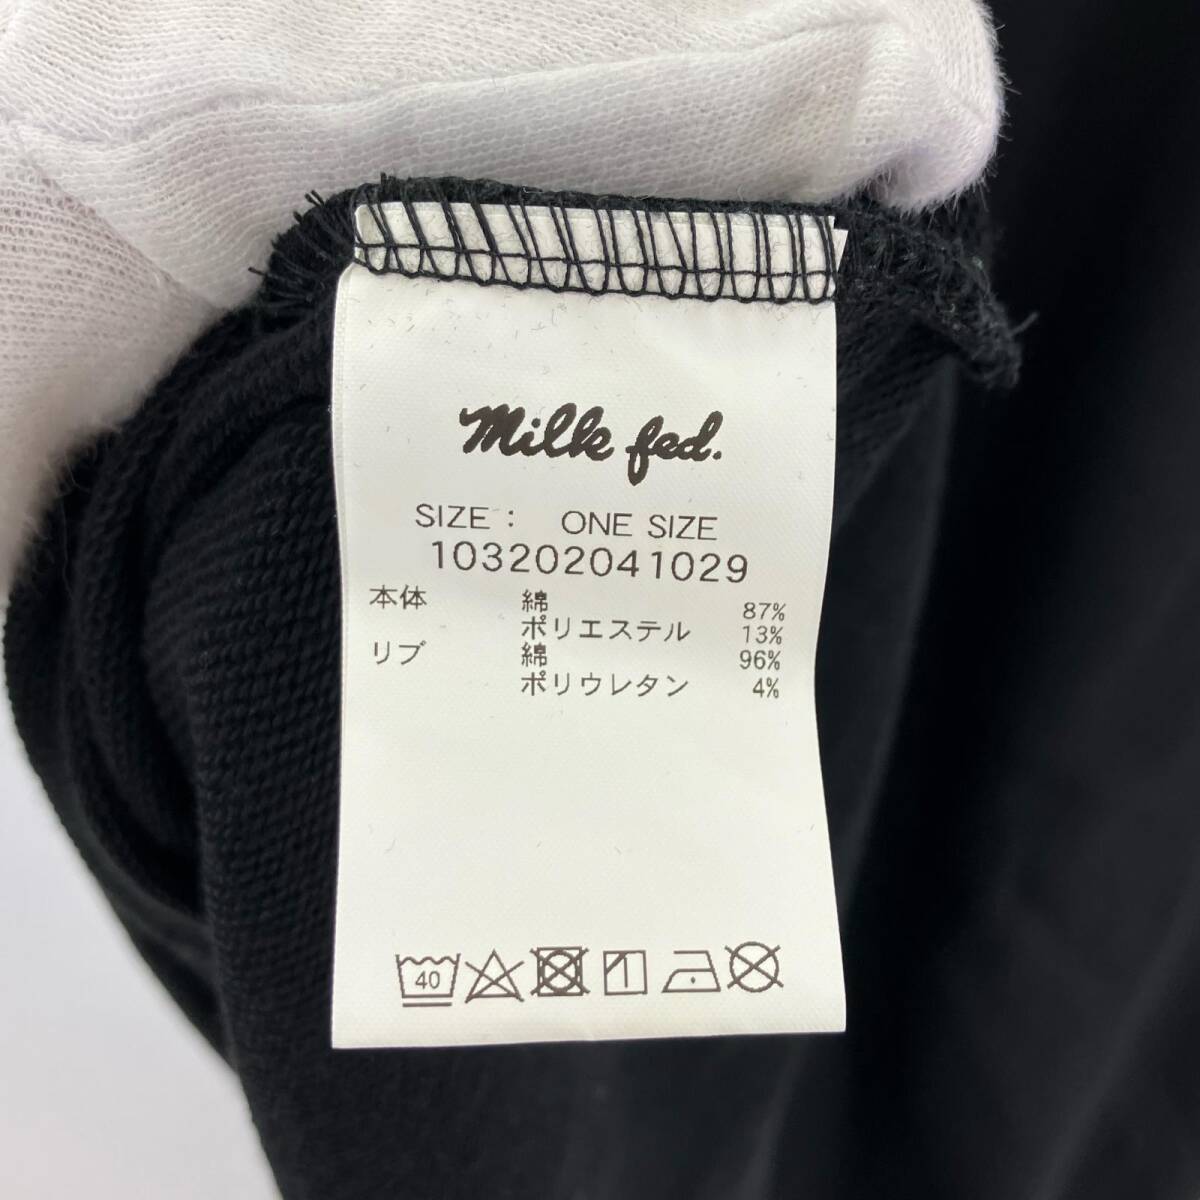 Milk fed.
SIZE： ONE SIZE
103202041029
本体 綿 87%
ポリエステル 13%
リブ 綿 96%
ポリウレタン 4%
40